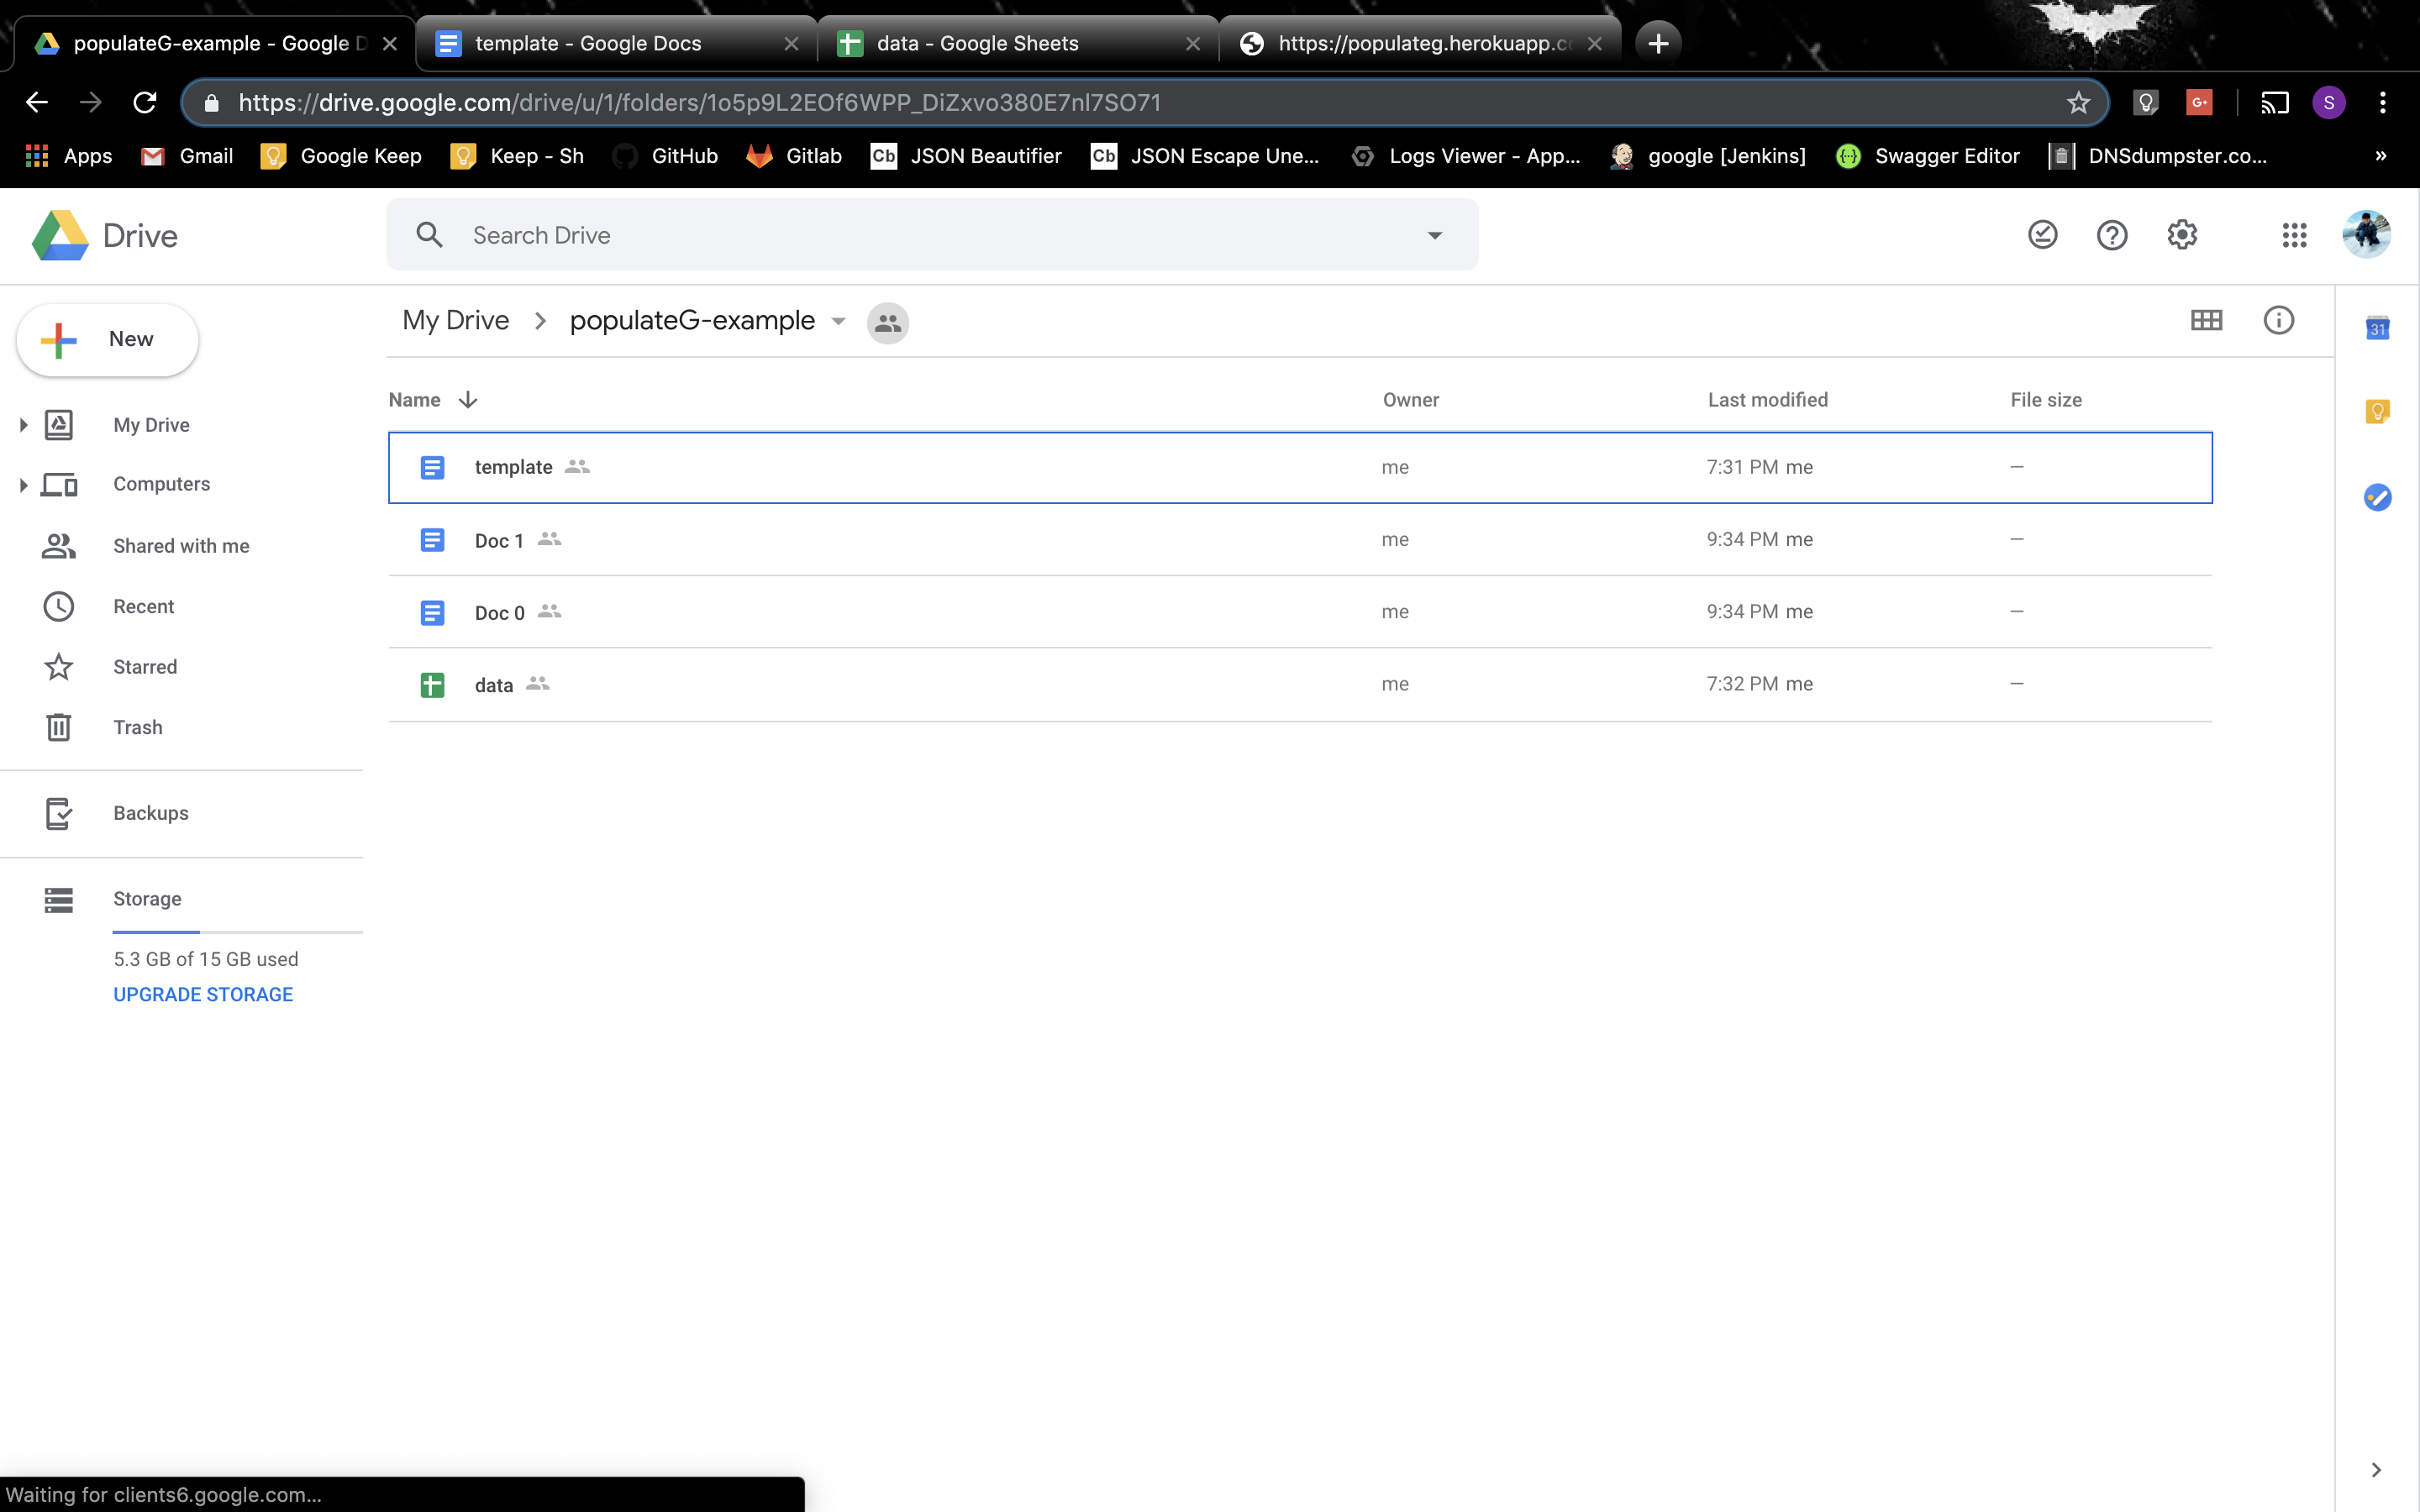 populateG-example - Google D
template - Google Docs
data - Google Sheets
https://populateg.herokuapp.c
https://drive.google.com/drive/u/1/folders/1o5p9L2EOf6WPP_DiZxvo380E7nl7SO71
G+
S
Apps
Gmail
Google Keep
Keep - Sh
GitHub
Gitlab
Cb JSON Beautifier
Cb JSON Escape Une...
Logs Viewer - App...
google [Jenkins]
Swagger Editor
DNSdumpster.co...
»
Drive
Search Drive
New
My Drive
Computers
Shared with me
Recent
Starred
Trash
Backups
Storage
5.3 GB of 15 GB used
UPGRADE STORAGE
My Drive > populateG-example
Name Owner Last modified File size
template me 7:31 PM me —
Doc 1 me 9:34 PM me —
Doc 0 me 9:34 PM me —
data me 7:32 PM me —
31
Waiting for clients6.google.com...